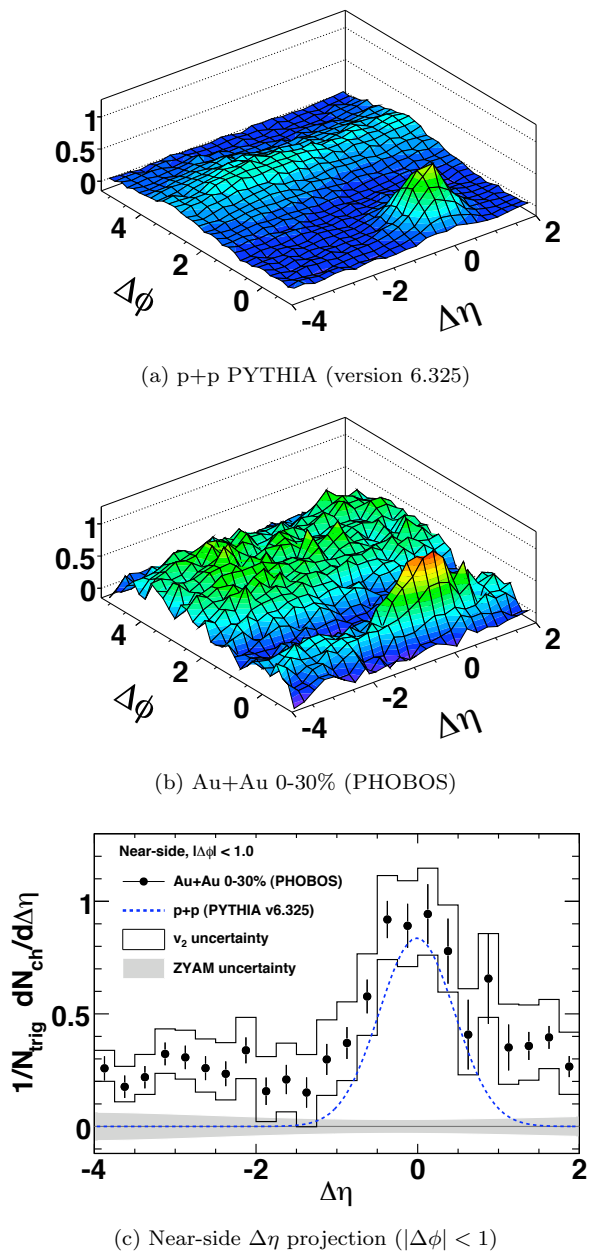 1
0.5
0
4
2
0
Δϕ
-4
-2
0
2
Δη
(a) p+p PYTHIA (version 6.325)
1
0.5
0
4
2
0
Δϕ
-4
-2
0
2
Δη
(b) Au+Au 0-30% (PHOBOS)
Near-side, |Δϕ| < 1.0
Au+Au 0-30% (PHOBOS)
p+p (PYTHIA v6.325)
v₂ uncertainty
ZYAM uncertainty
1/N_trig dN_ch/dΔη
1
0.5
0
-4
-2
0
2
Δη
(c) Near-side Δη projection (|Δϕ| < 1)